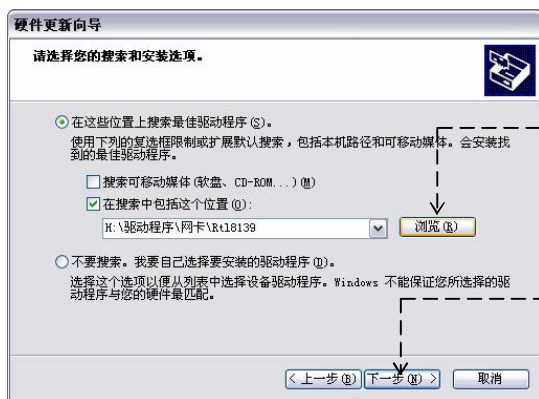 硬件更新向导
请选择您的搜索和安装选项。
在这些位置上搜索最佳驱动程序(S)。
使用下列的复选框限制或扩展默认搜索，包括本机路径和可移动媒体。会安装找
到的最佳驱动程序。
搜索可移动媒体(软盘、CD-ROM...)(M)
在搜索中包括这个位置(O):
H:\驱动程序\网卡\Rtl8139
浏览(R)
不要搜索。我要自己选择要安装的驱动程序(D)。
选择这个选项以便从列表中选择设备驱动程序。Windows 不能保证您所选择的驱
动程序与您的硬件最匹配。
< 上一步(B) 下一步(N) > 取消